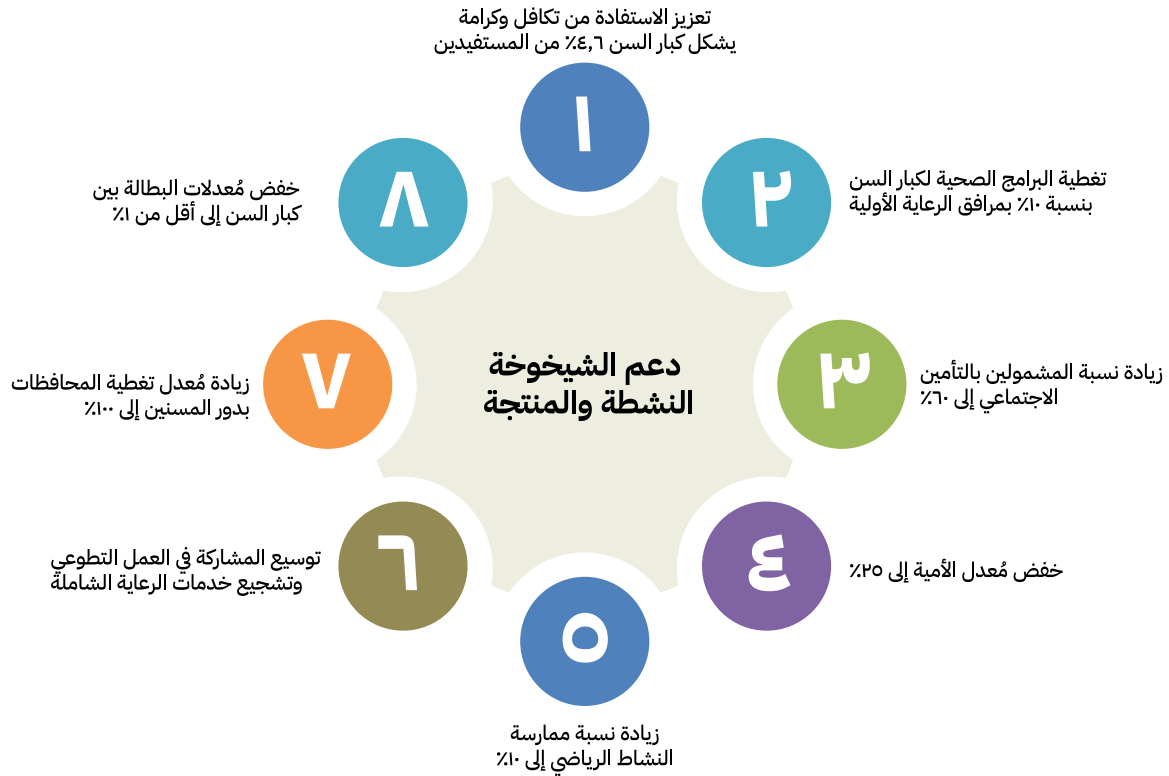 تعزيز الاستفادة من تكافل وكرامة
يشكل كبار السن ٤,٦٪ من المستفيدين
١
٢
تغطية البرامج الصحية لكبار السن
بنسبة ١٠٪ بمرافق الرعاية الأولية
٣
زيادة نسبة المشمولين بالتأمين
الاجتماعي إلى ٦٠٪
٤
خفض مُعدل الأمية إلى ٢٥٪
٥
زيادة نسبة ممارسة
النشاط الرياضي إلى ١٠٪
٦
توسيع المشاركة في العمل التطوعي
وتشجيع خدمات الرعاية الشاملة
٧
زيادة مُعدل تغطية المحافظات
بدور المسنين إلى ١٠٠٪
٨
خفض مُعدلات البطالة بين
كبار السن إلى أقل من ١٪
دعم الشيخوخة
النشطة والمنتجة